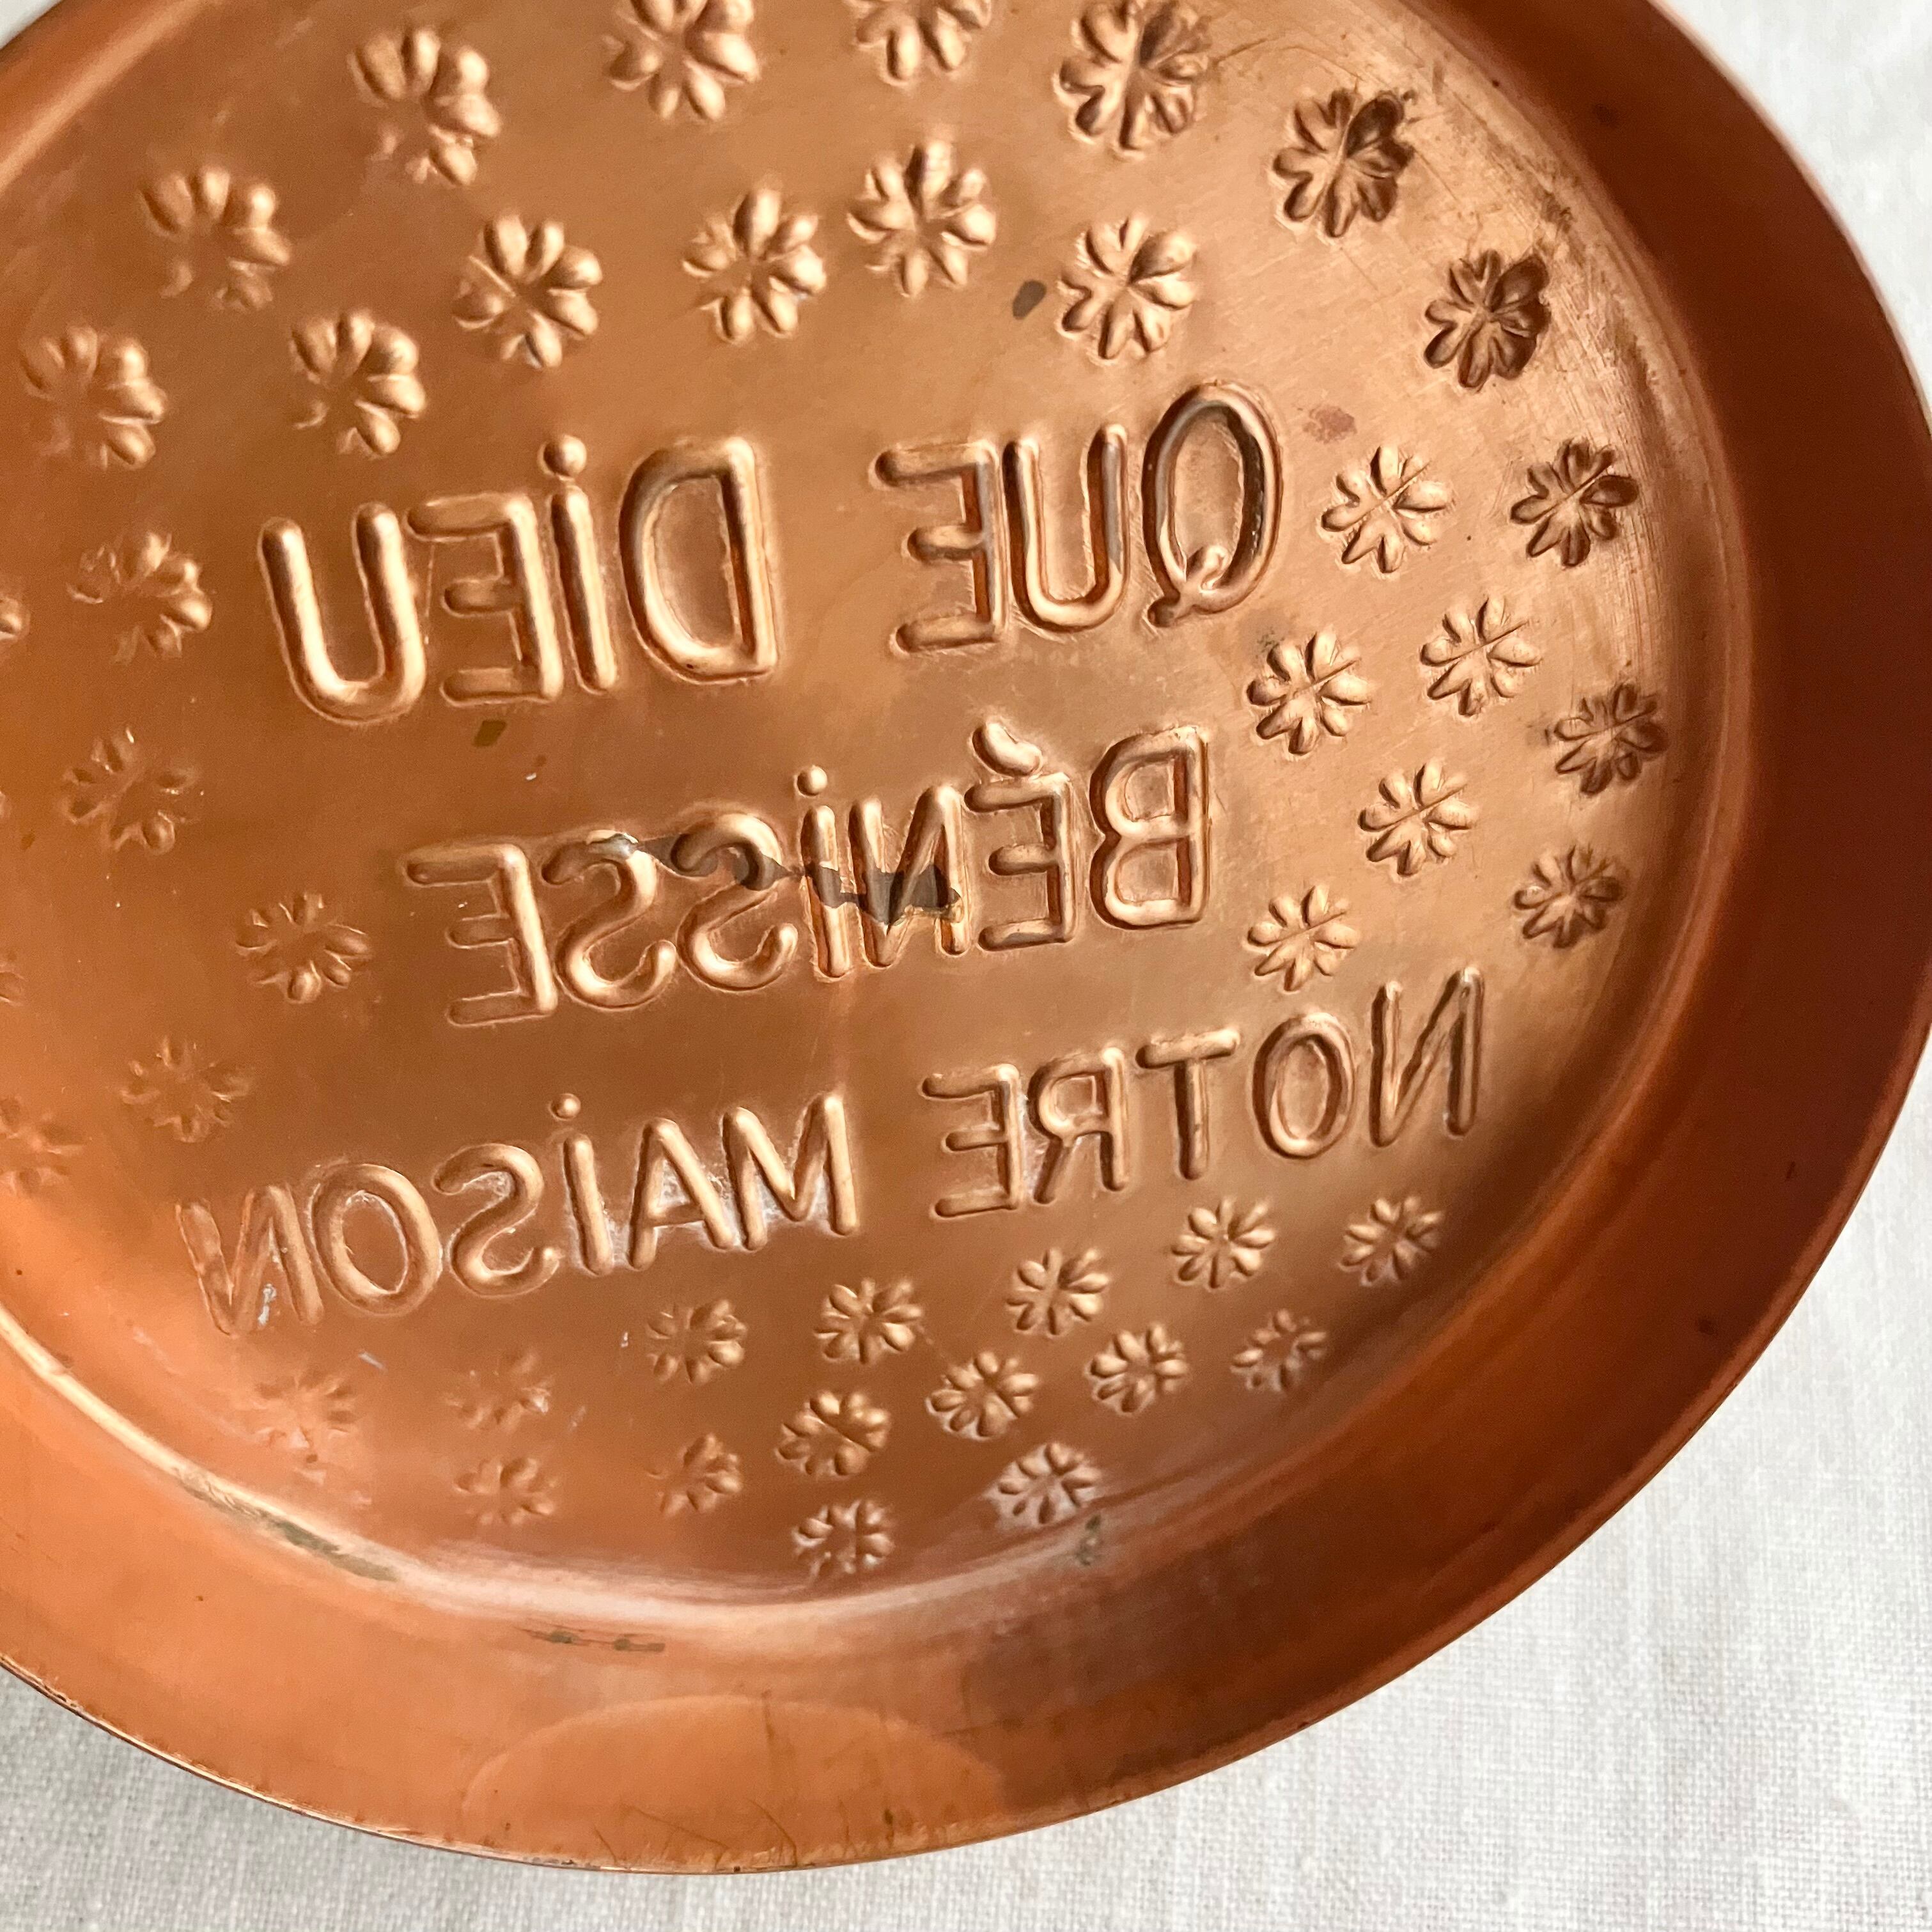 QUE DiEU
BÉNiSSE
NOTRE MAiSON